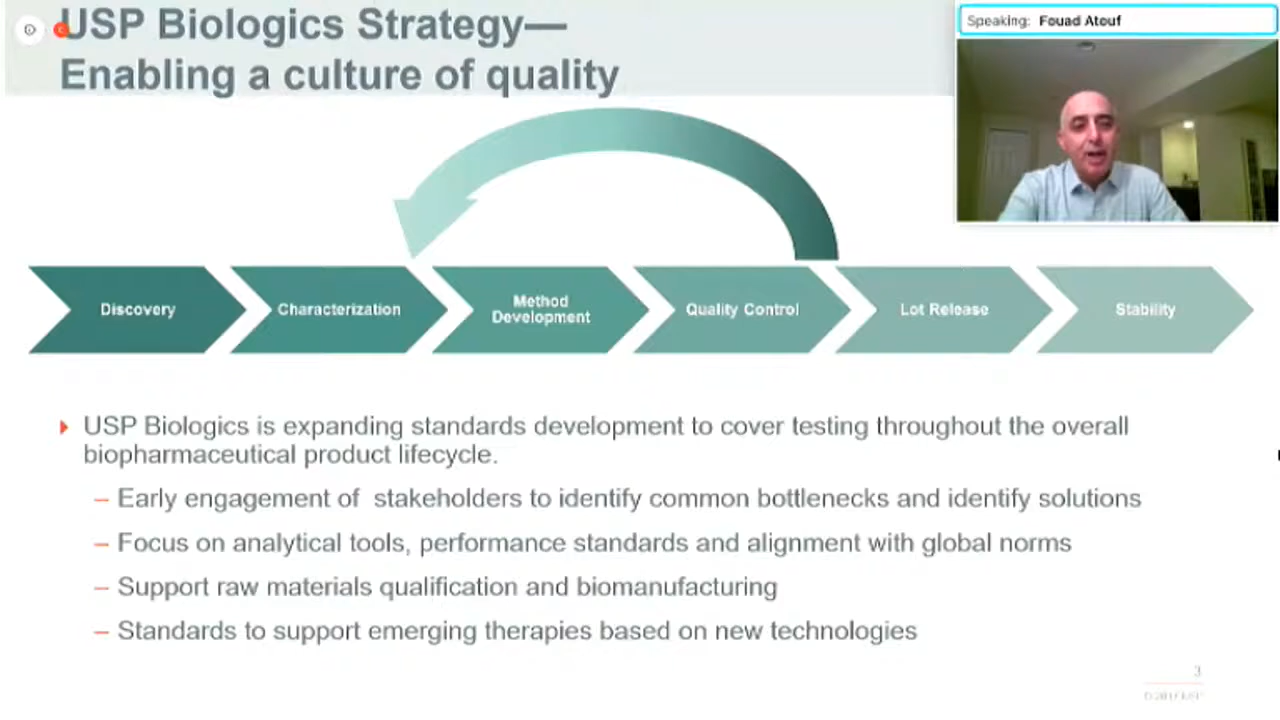 USP Biologics Strategy—
Enabling a culture of quality
Speaking: Fouad Atouf
Discovery
Characterization
Method
Development
Quality Control
Lot Release
Stability
USP Biologics is expanding standards development to cover testing throughout the overall
biopharmaceutical product lifecycle.
– Early engagement of stakeholders to identify common bottlenecks and identify solutions
– Focus on analytical tools, performance standards and alignment with global norms
– Support raw materials qualification and biomanufacturing
– Standards to support emerging therapies based on new technologies
3